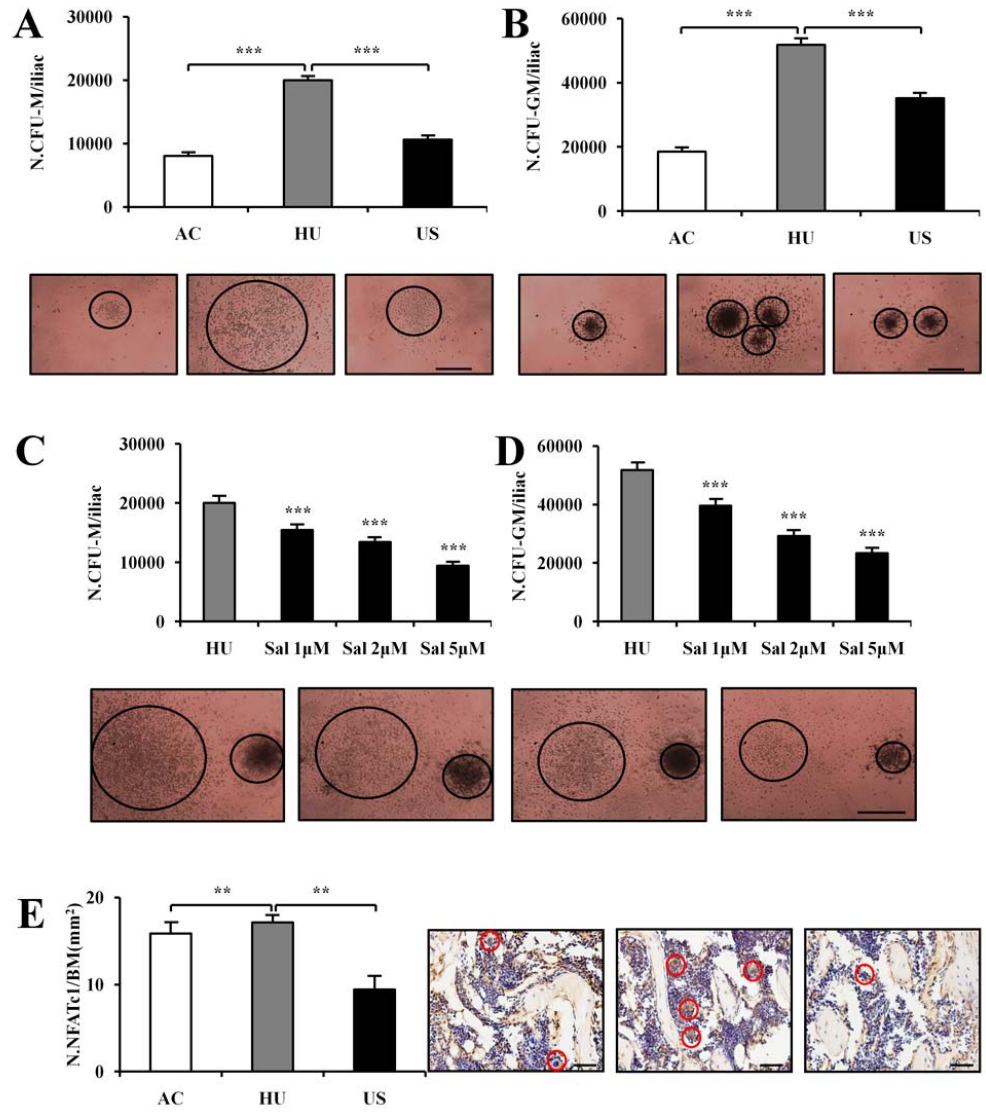 A
N.CFU-M/iliac
30000
20000
10000
0
***
***
AC
HU
US
B
N.CFU-GM/iliac
60000
40000
20000
0
***
***
AC
HU
US
C
N.CFU-M/iliac
30000
20000
10000
0
***
***
***
HU
Sal 1μM
Sal 2μM
Sal 5μM
D
N.CFU-GM/iliac
60000
40000
20000
0
***
***
***
HU
Sal 1μM
Sal 2μM
Sal 5μM
E
N.NFATc1/BM(mm²)
20
10
0
**
**
AC
HU
US